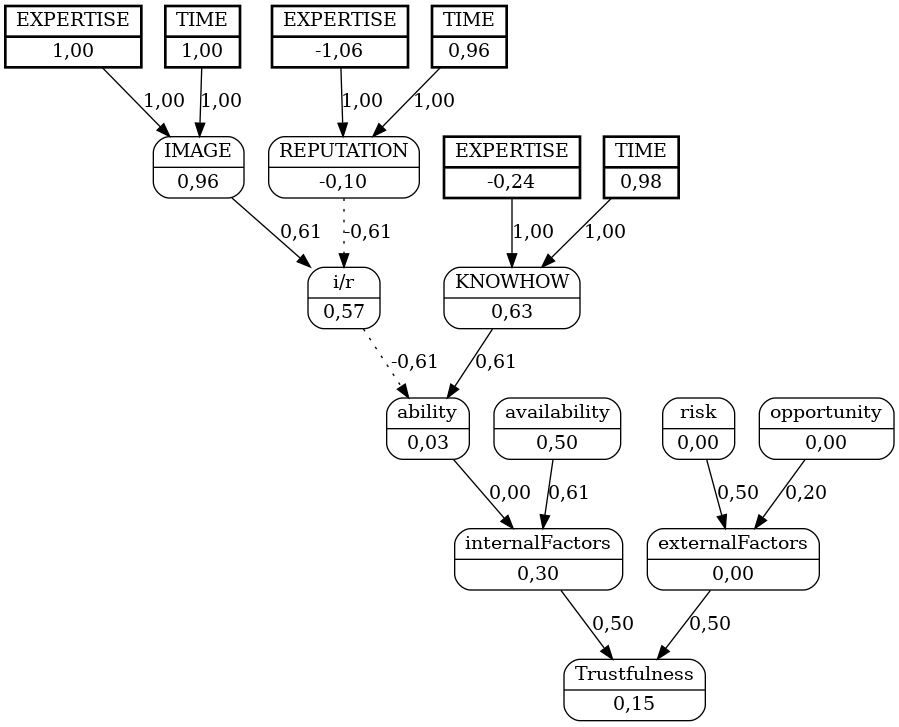 EXPERTISE TIME EXPERTISE TIME
1,00 1,00 -1,06 0,96
1,00 1,00 1,00 1,00
IMAGE REPUTATION EXPERTISE TIME
0,96 -0,10 -0,24 0,98
0,61 -0,61 1,00 1,00
i/r KNOWHOW
0,57 0,63
-0,61 0,61
ability availability risk opportunity
0,03 0,50 0,00 0,00
0,00 0,61 0,50 0,20
internalFactors externalFactors
0,30 0,00
0,50 0,50
Trustfulness
0,15